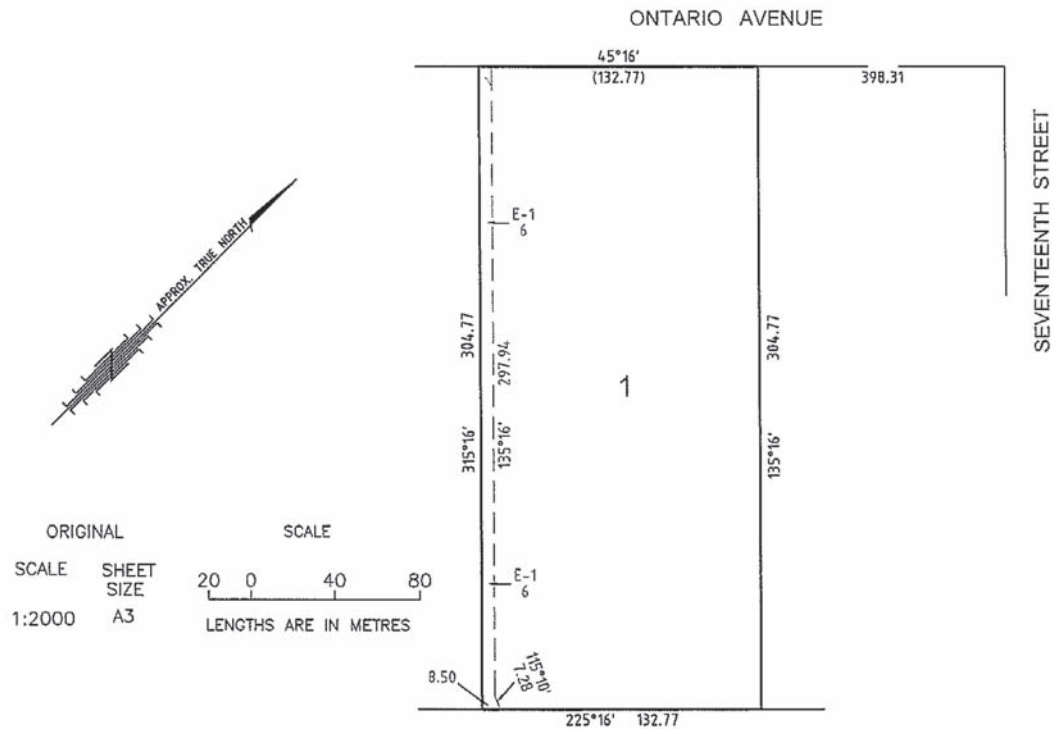 ONTARIO AVENUE
45°16'
(132.77)
398.31
SEVENTEENTH STREET
APPROX. TRUE NORTH
E-1
6
304.77
297.94
304.77
1
315°16'
135°16'
135°16'
ORIGINAL
SCALE
SCALE
SHEET
SIZE
20 0 40 80
1:2000
A3
LENGTHS ARE IN METRES
E-1
6
8.50
115°10'
7.28
225°16' 132.77